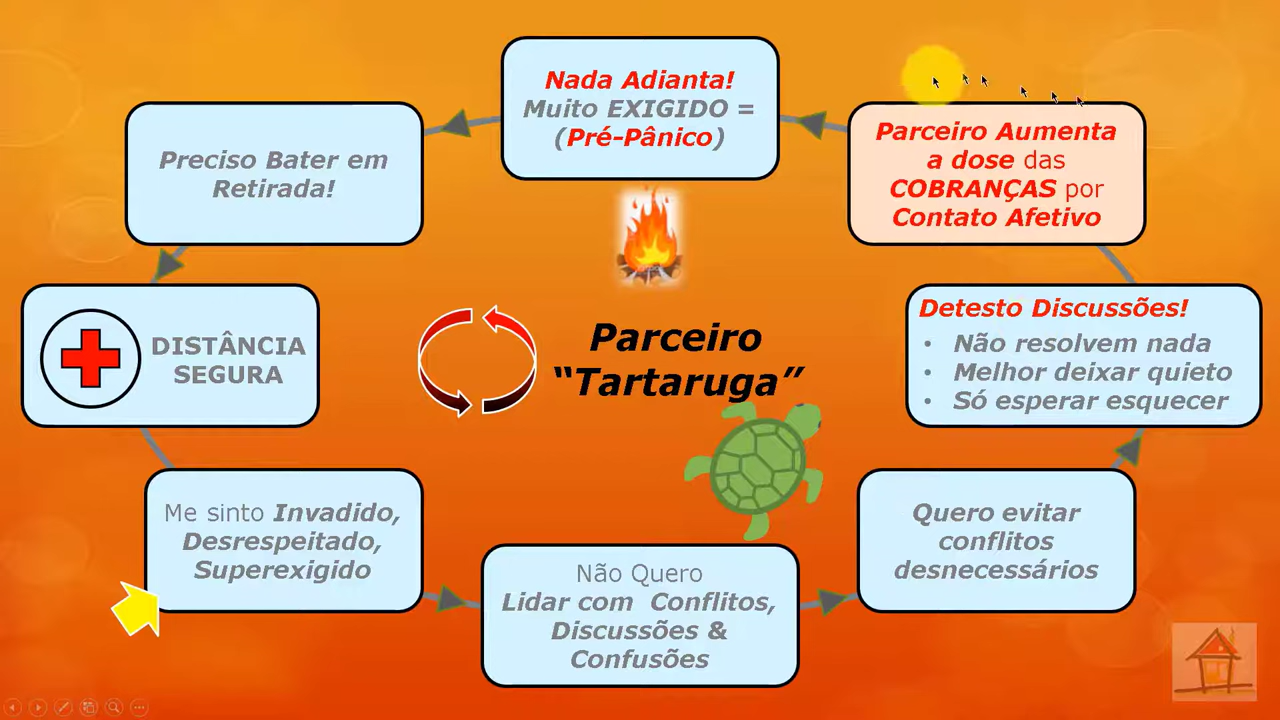 Nada Adianta!
Muito EXIGIDO =
(Pré-Pânico)
Parceiro Aumenta
a dose das
COBRANÇAS por
Contato Afetivo
Preciso Bater em
Retirada!
DISTÂNCIA
SEGURA
Parceiro
“Tartaruga”
Detesto Discussões!
• Não resolvem nada
• Melhor deixar quieto
• Só esperar esquecer
Me sinto Invadido,
Desrespeitado,
Superexigido
Não Quero
Lidar com Conflitos,
Discussões &
Confusões
Quero evitar
conflitos
desnecessários